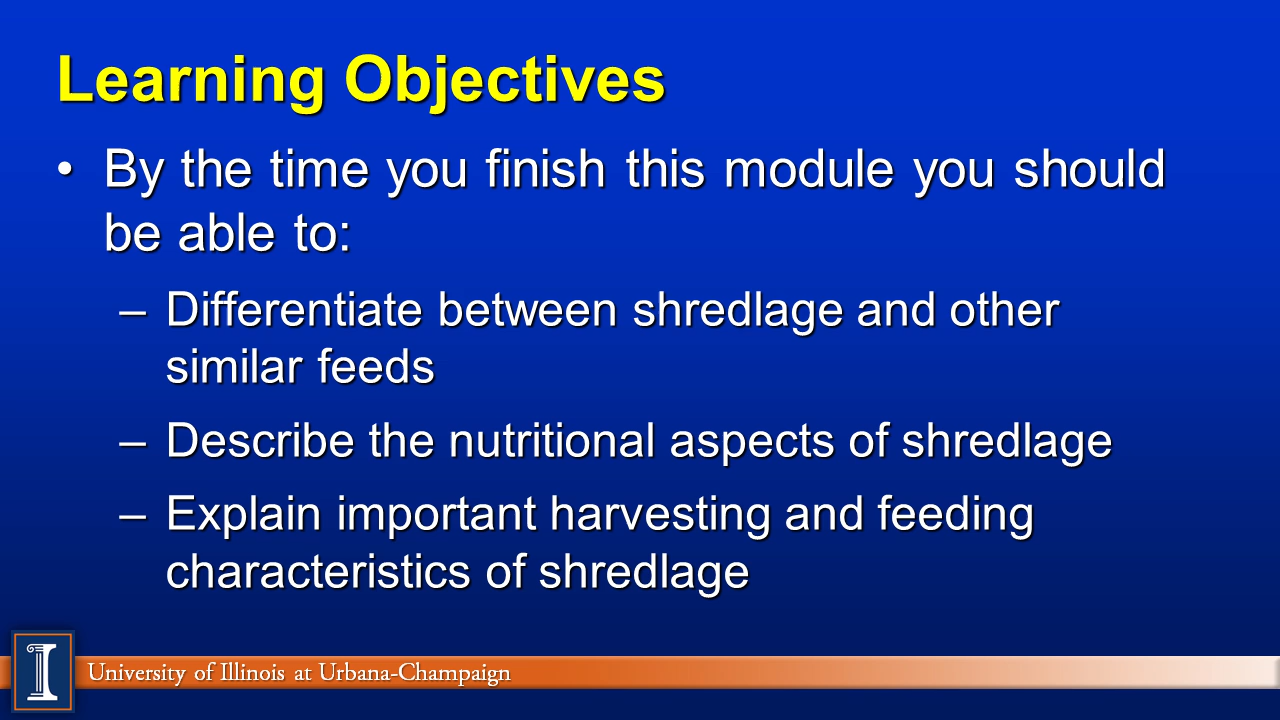 Learning Objectives
• By the time you finish this module you should
be able to:
– Differentiate between shredlage and other
similar feeds
– Describe the nutritional aspects of shredlage
– Explain important harvesting and feeding
characteristics of shredlage
I
University of Illinois at Urbana-Champaign